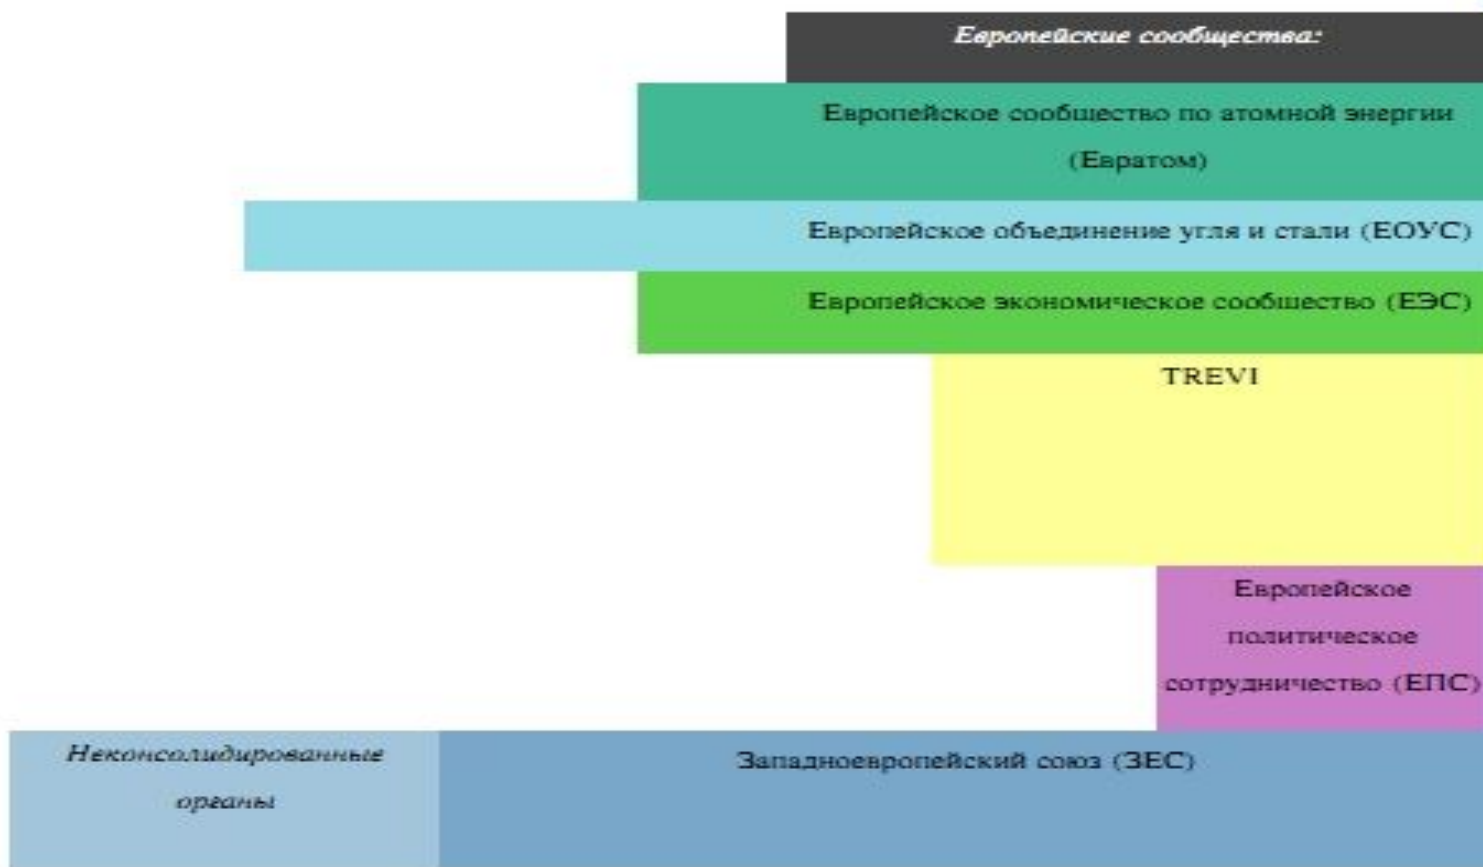 Европейские сообщества:
Европейское сообщество по атомной энергии
(Евратом)
Европейское объединение угля и стали (ЕОУС)
Европейское экономическое сообщество (ЕЭС)
TREVI
Европейское
политическое
сотрудничество (ЕПС)
Неконсолидированные
органы
Западноевропейский союз (ЗЕС)